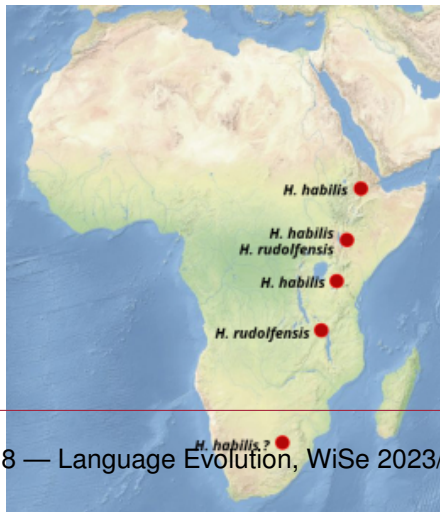 H. habilis
H. habilis
H. rudolfensis
H. habilis
H. rudolfensis
H. habilis ?
8 — Language Evolution, WiSe 2023/